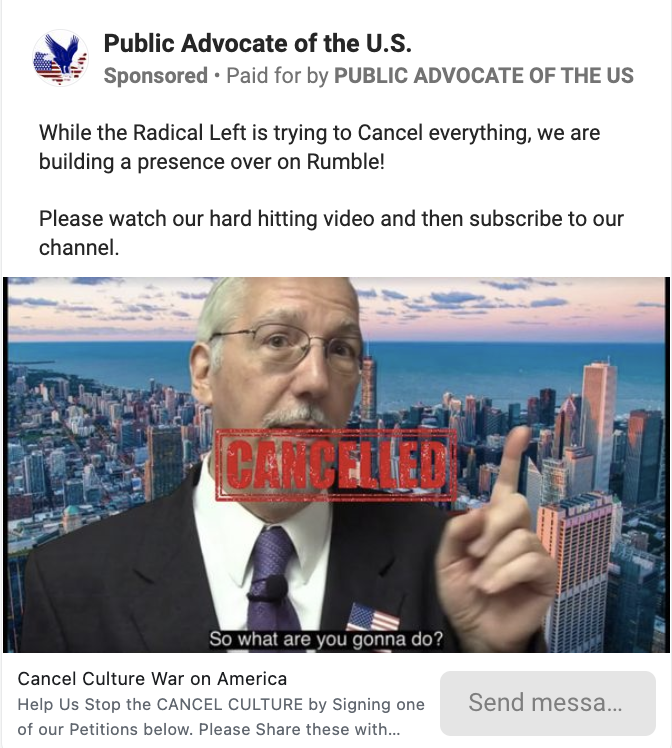 Public Advocate of the U.S.
Sponsored • Paid for by PUBLIC ADVOCATE OF THE US
While the Radical Left is trying to Cancel everything, we are
building a presence over on Rumble!
Please watch our hard hitting video and then subscribe to our
channel.
CANCELLED
So what are you gonna do?
Cancel Culture War on America
Help Us Stop the CANCEL CULTURE by Signing one
of our Petitions below. Please Share these with...
Send messa...